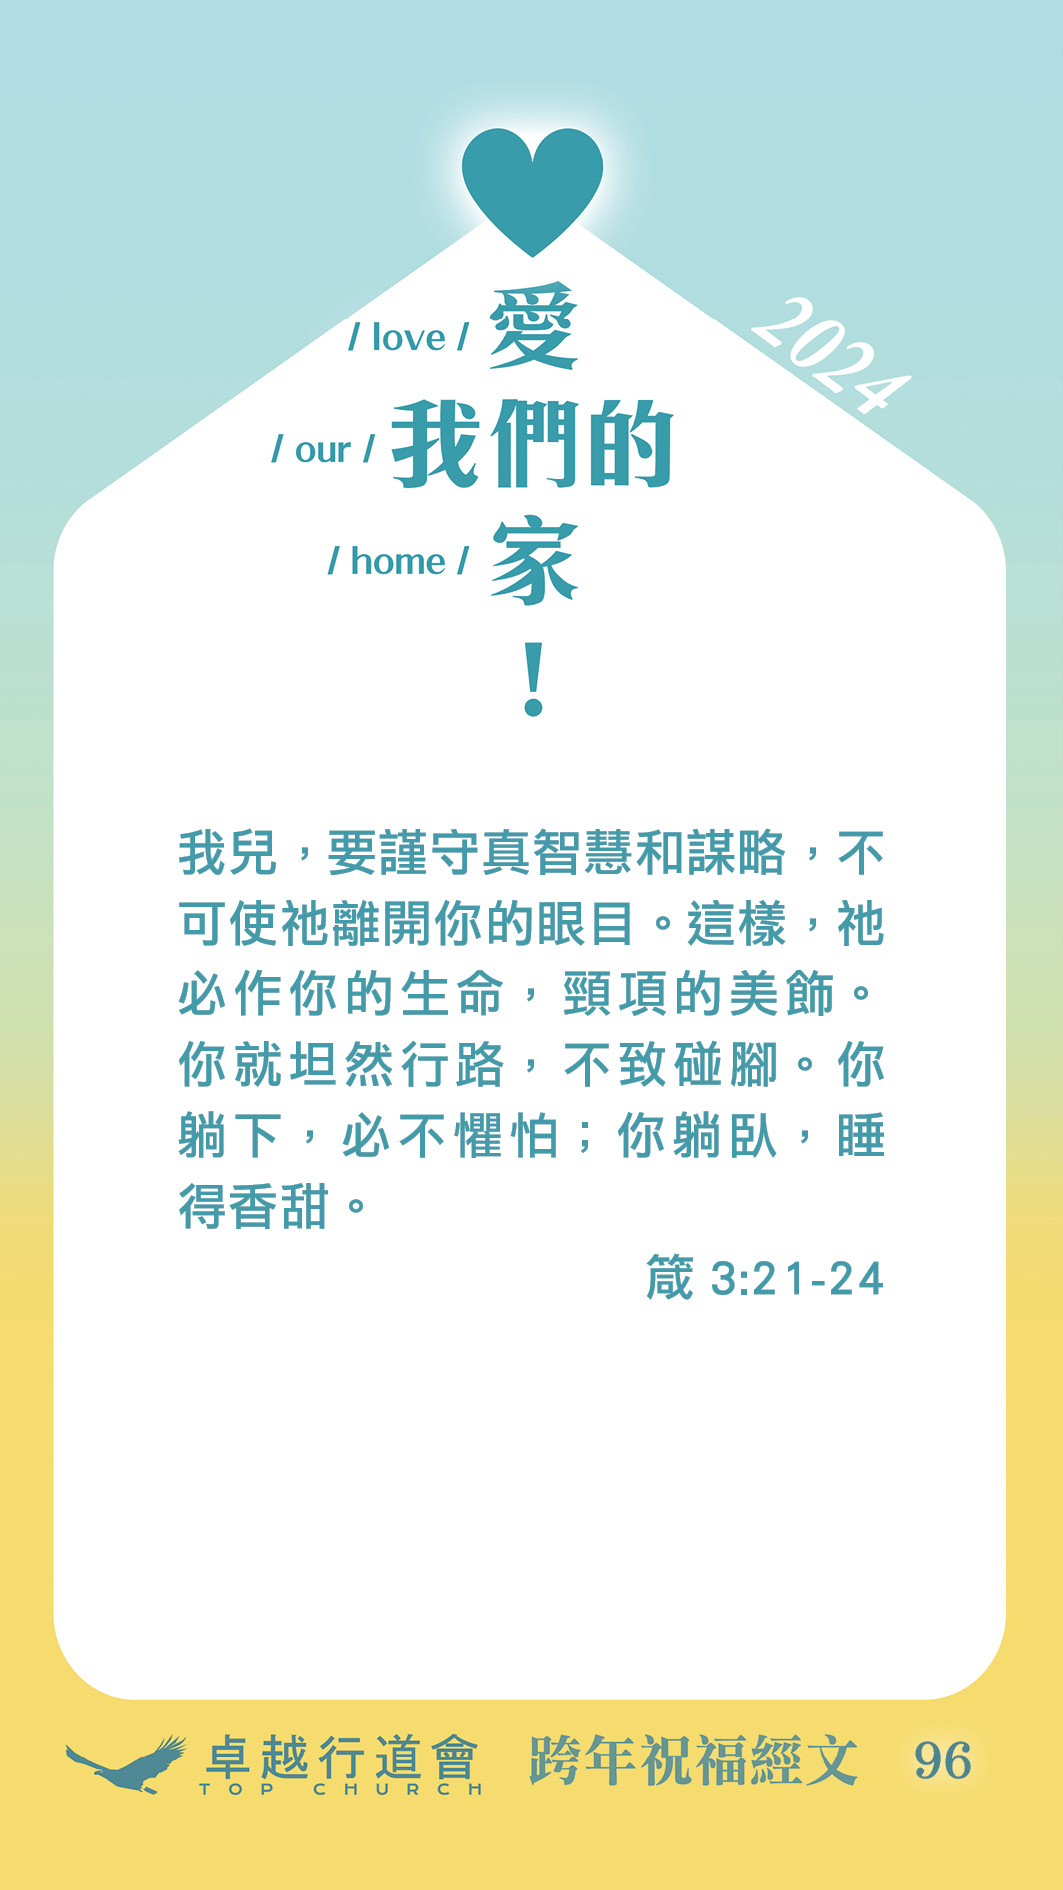 / love / 愛
2024
/ our / 我們的
/ home / 家
!
我兒，要謹守真智慧和謀略，不
可使祂離開你的眼目。這樣，祂
必作你的生命，頸項的美飾。
你就坦然行路，不致碰腳。你
躺下，必不懼怕；你躺臥，睡
得香甜。
箴 3:21-24
卓越行道會 跨年祝福經文 96
TOP CHURCH